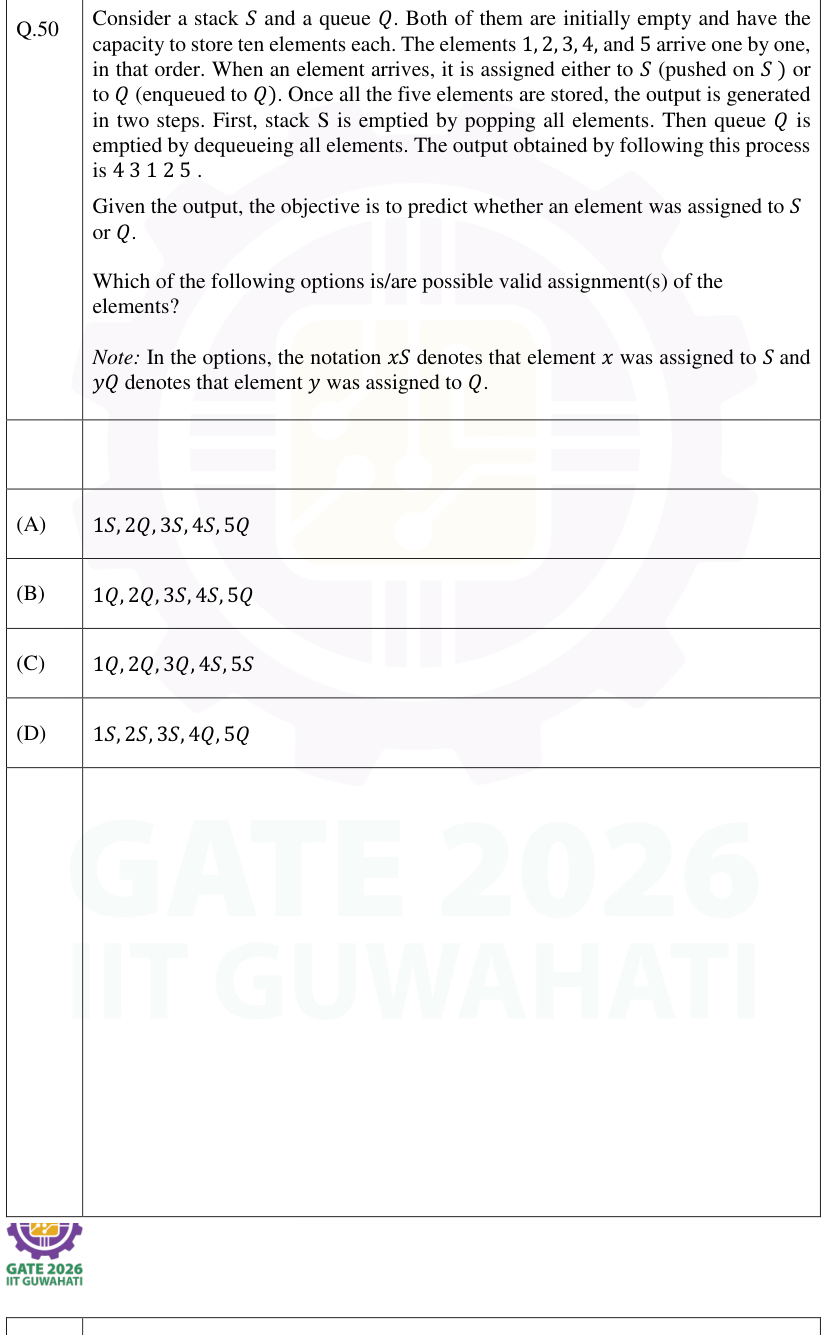 Q.50
Consider a stack S and a queue Q. Both of them are initially empty and have the
capacity to store ten elements each. The elements 1, 2, 3, 4, and 5 arrive one by one,
in that order. When an element arrives, it is assigned either to S (pushed on S ) or
to Q (enqueued to Q). Once all the five elements are stored, the output is generated
in two steps. First, stack S is emptied by popping all elements. Then queue Q is
emptied by dequeueing all elements. The output obtained by following this process
is 4 3 1 2 5 .
Given the output, the objective is to predict whether an element was assigned to S
or Q.
Which of the following options is/are possible valid assignment(s) of the
elements?
Note: In the options, the notation xS denotes that element x was assigned to S and
yQ denotes that element y was assigned to Q.
(A) 1S, 2Q, 3S, 4S, 5Q
(B) 1Q, 2Q, 3S, 4S, 5Q
(C) 1Q, 2Q, 3Q, 4S, 5S
(D) 1S, 2S, 3S, 4Q, 5Q
GATE 2026
IIT GUWAHATI
GATE 2026
IIT GUWAHATI